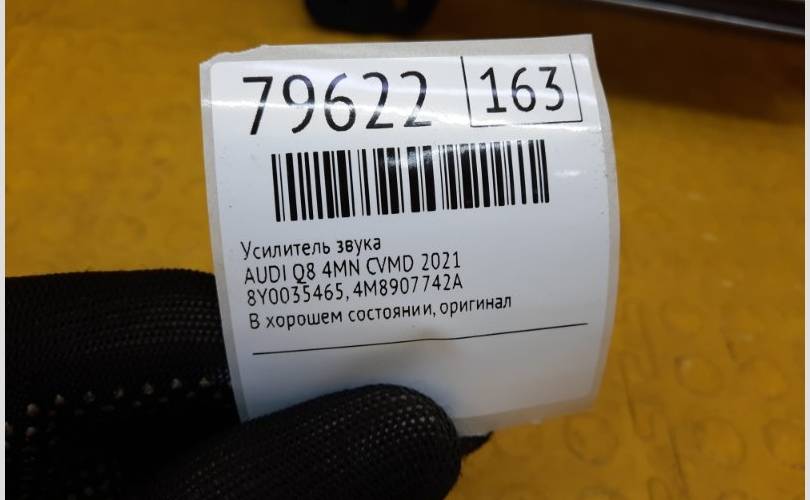 79622 163
Усилитель звука
AUDI Q8 4MN CVMD 2021
8Y0035465, 4M8907742A
В хорошем состоянии, оригинал